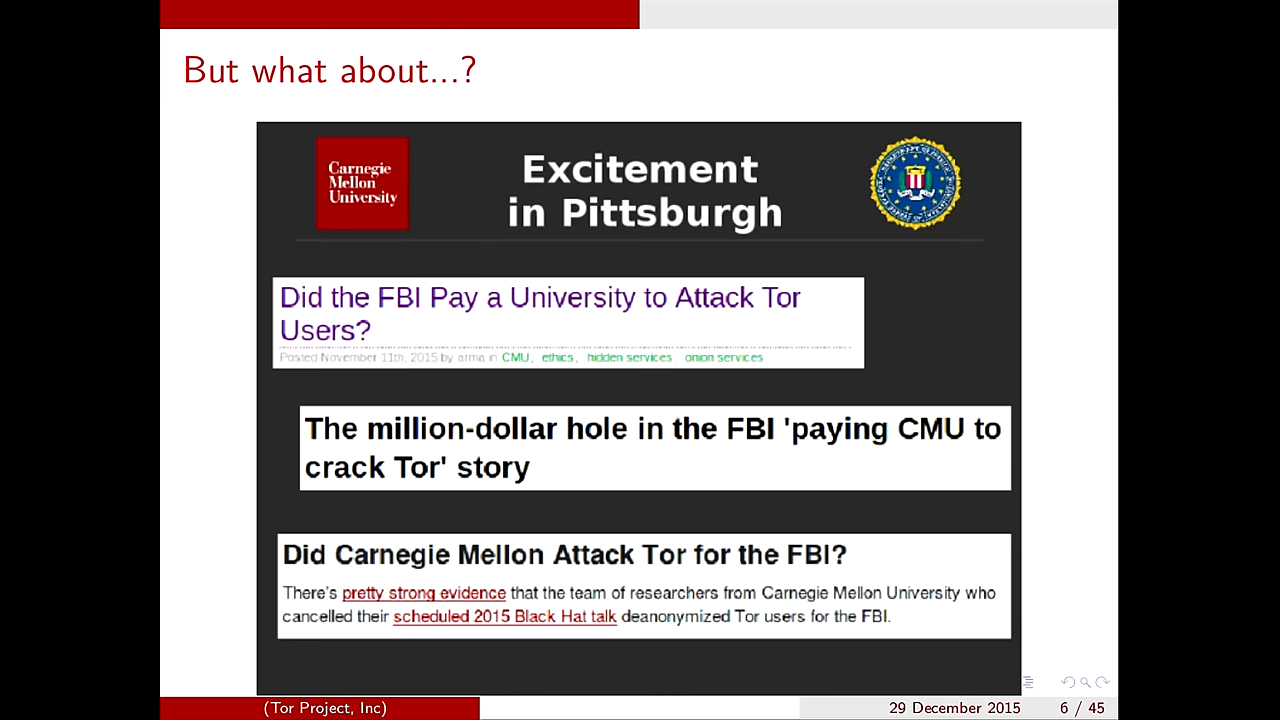 But what about...?
Carnegie
Mellon
University
Excitement
in Pittsburgh
Did the FBI Pay a University to Attack Tor
Users?
Posted November 11th, 2015 by arma in CMU, ethics, hidden services, onion services
The million-dollar hole in the FBI 'paying CMU to
crack Tor' story
Did Carnegie Mellon Attack Tor for the FBI?
There's pretty strong evidence that the team of researchers from Carnegie Mellon University who
cancelled their scheduled 2015 Black Hat talk deanonymized Tor users for the FBI.
(Tor Project, Inc)
29 December 2015
6 / 45